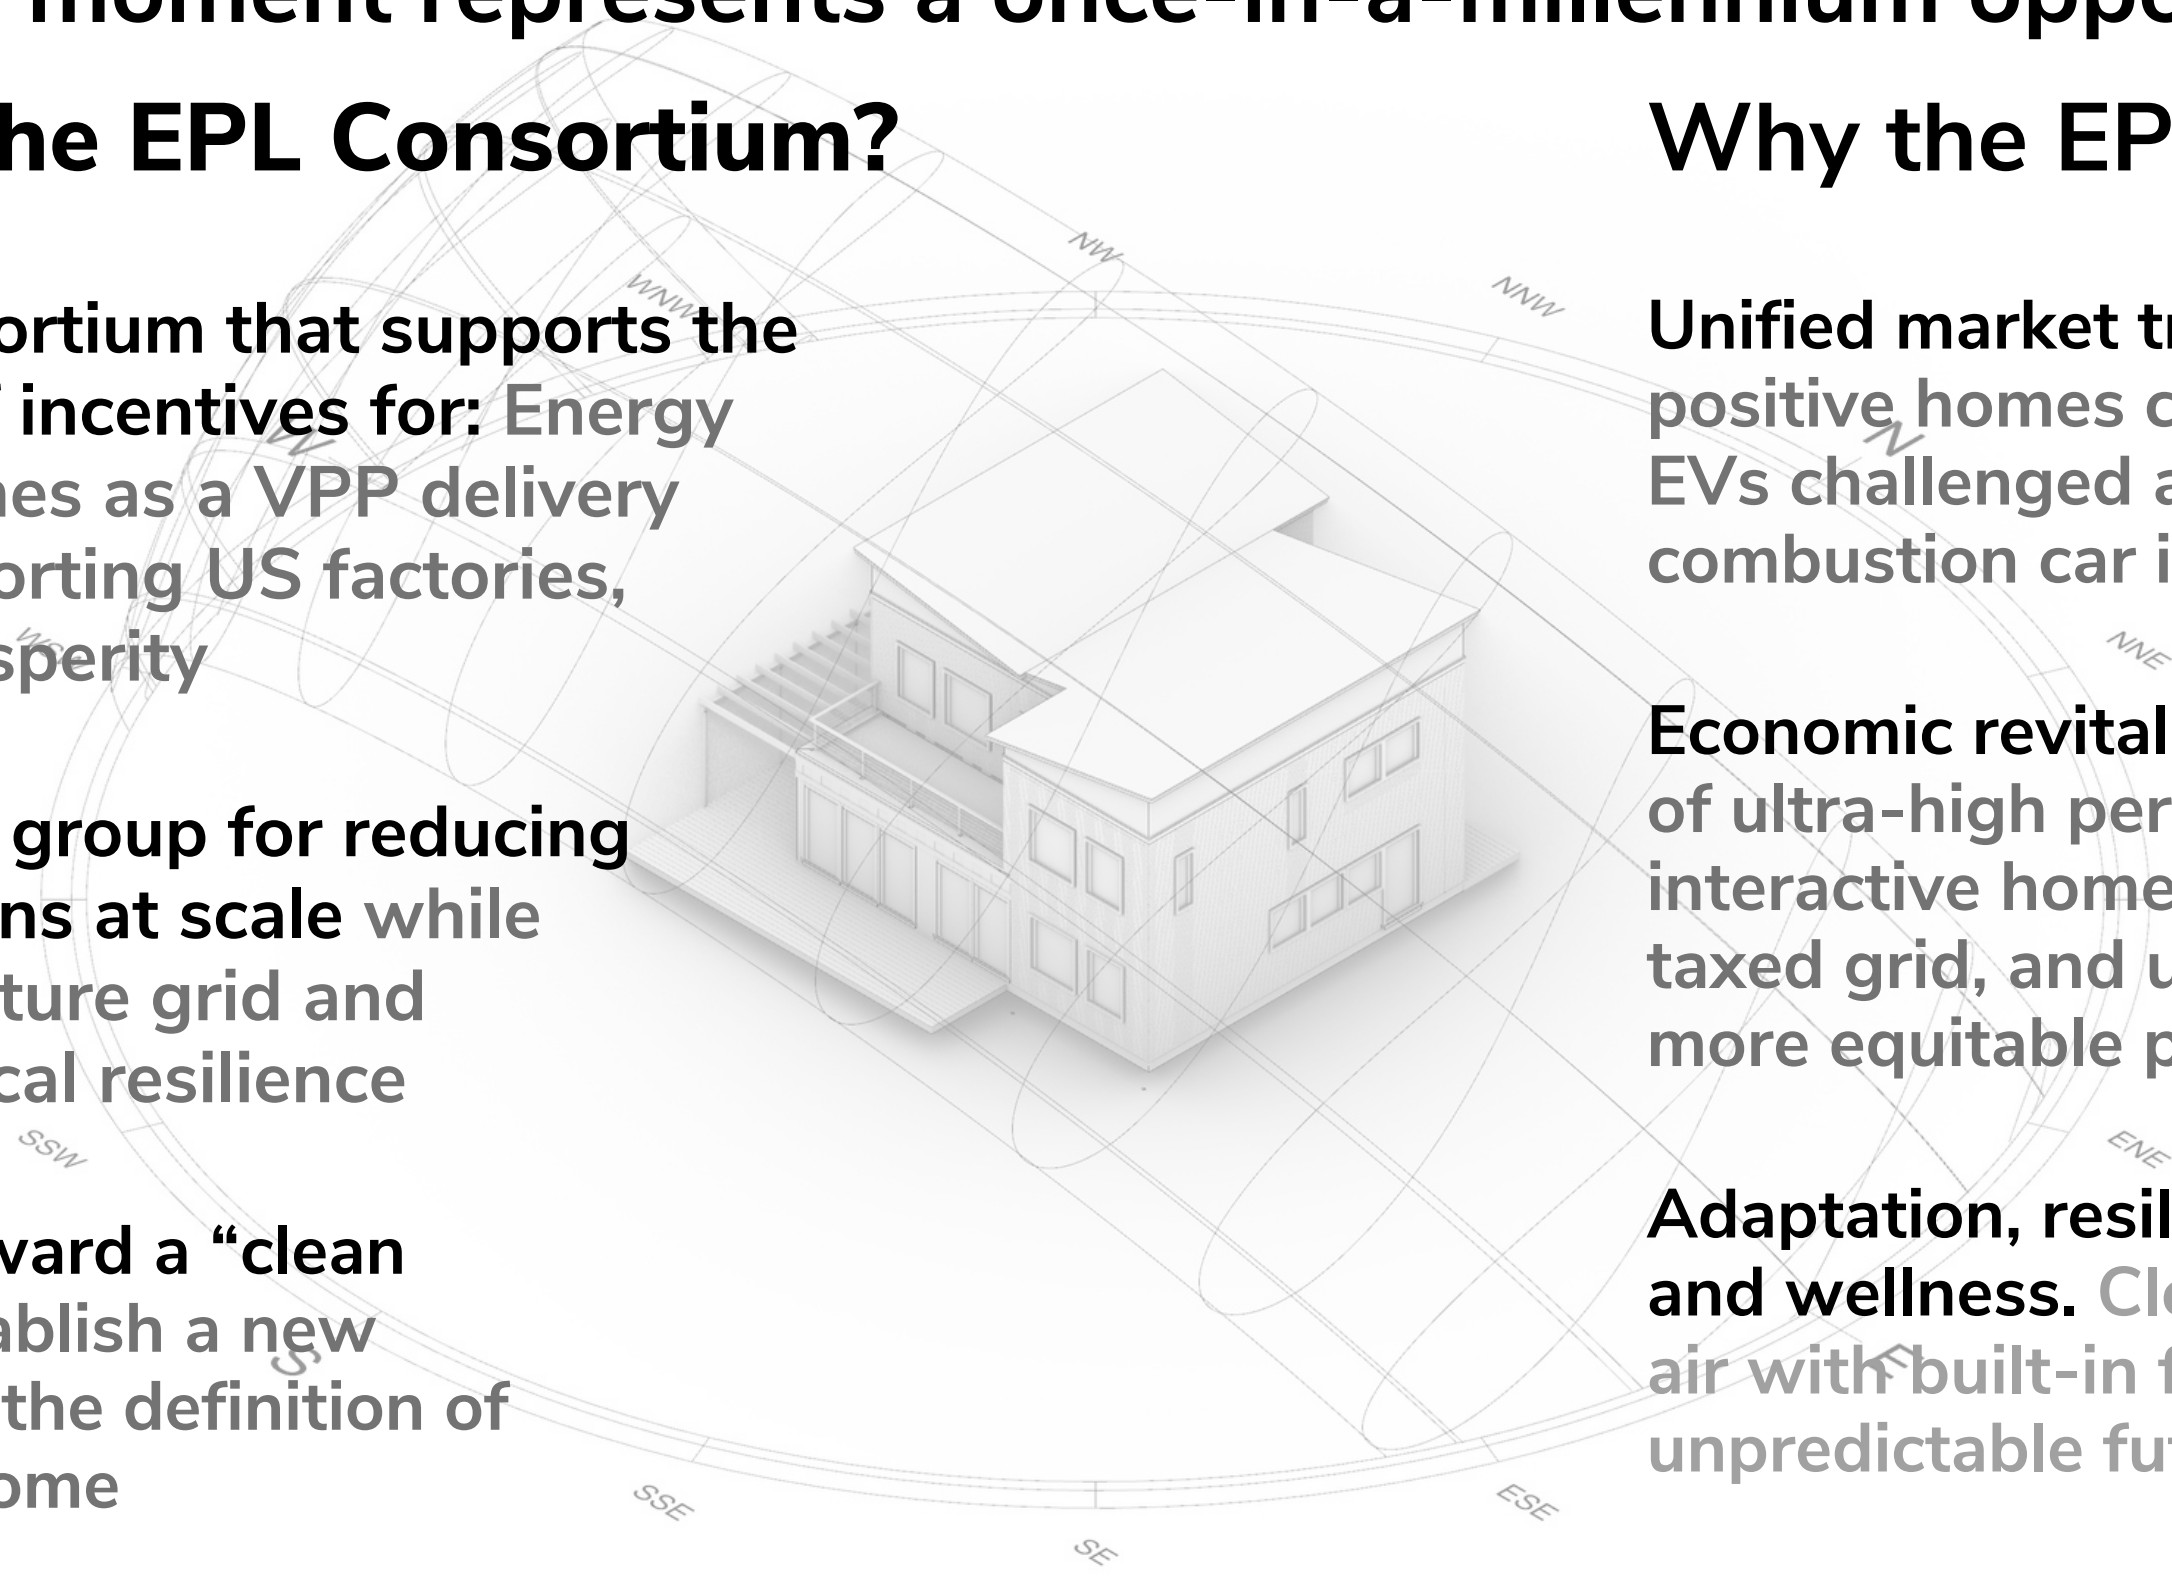 moment represents a once-in-a-millennium oppo
he EPL Consortium?
ortium that supports the
incentives for: Energy
nes as a VPP delivery
orting US factories,
sperity
group for reducing
ns at scale while
ture grid and
cal resilience
vard a “clean
ablish a new
the definition of
ome
Why the EP
Unified market tr
positive homes c
EVs challenged a
combustion car i
Economic revital
of ultra-high per
interactive home
taxed grid, and u
more equitable p
Adaptation, resil
and wellness. Cle
air with built-in f
unpredictable fut
NW
WNW
NNW
W
N
WSW
NNE
SSW
ENE
S
E
SSE
ESE
SE